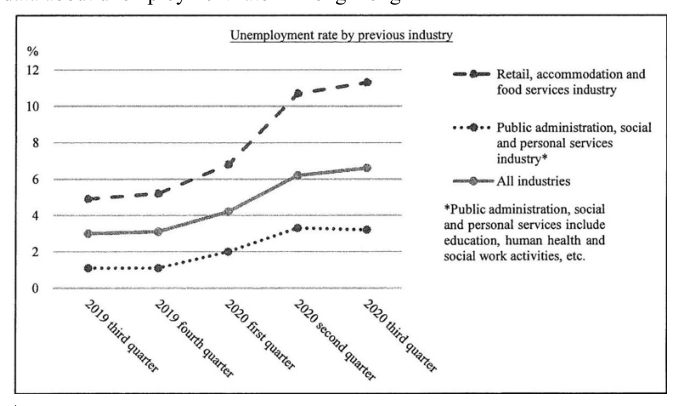 Unemployment rate by previous industry
%
12
10
8
6
4
2
0
2019 third quarter
2019 fourth quarter
2020 first quarter
2020 second quarter
2020 third quarter
Retail, accommodation and
food services industry
Public administration, social
and personal services
industry*
All industries
*Public administration, social
and personal services include
education, human health and
social work activities, etc.